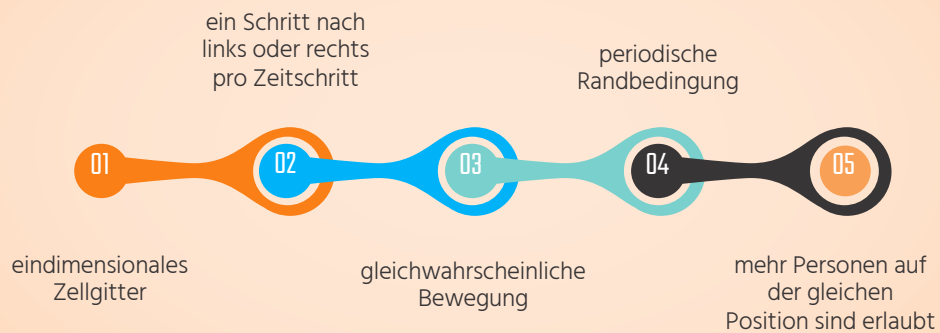 ein Schritt nach
links oder rechts
pro Zeitschritt
periodische
Randbedingung
01
02
03
04
05
eindimensionales
Zellgitter
gleichwahrscheinliche
Bewegung
mehr Personen auf
der gleichen
Position sind erlaubt